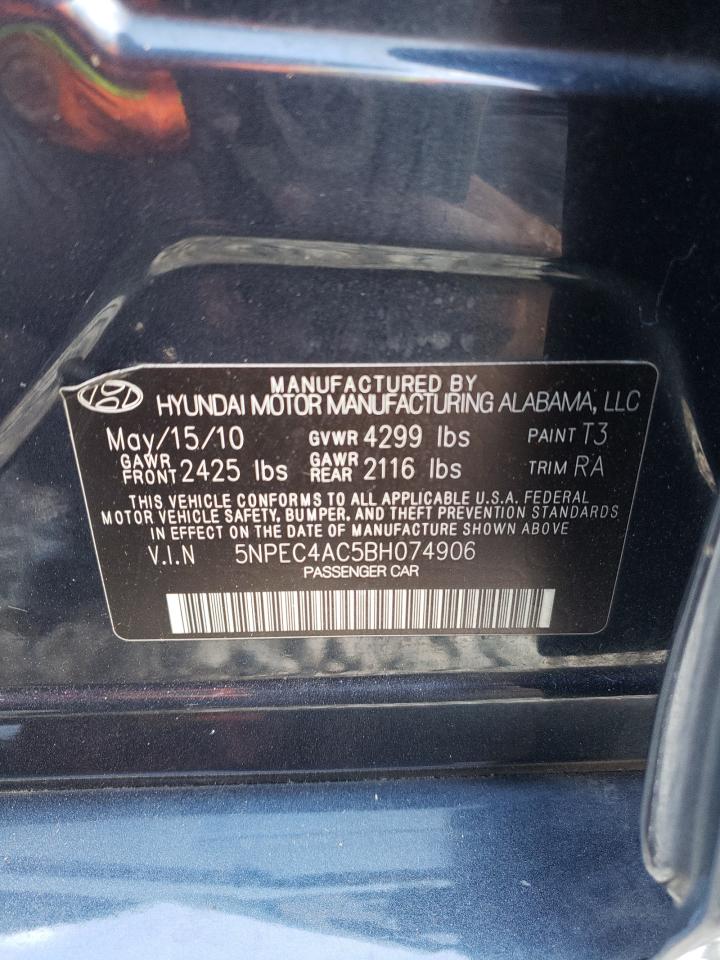 MANUFACTURED BY
HYUNDAI MOTOR MANUFACTURING ALABAMA, LLC
May/15/10 GVWR 4299 lbs PAINT T3
GAWR FRONT 2425 lbs GAWR REAR 2116 lbs TRIM RA
THIS VEHICLE CONFORMS TO ALL APPLICABLE U.S.A. FEDERAL
MOTOR VEHICLE SAFETY, BUMPER, AND THEFT PREVENTION STANDARDS
IN EFFECT ON THE DATE OF MANUFACTURE SHOWN ABOVE
V.I.N 5NPEC4AC5BH074906
PASSENGER CAR